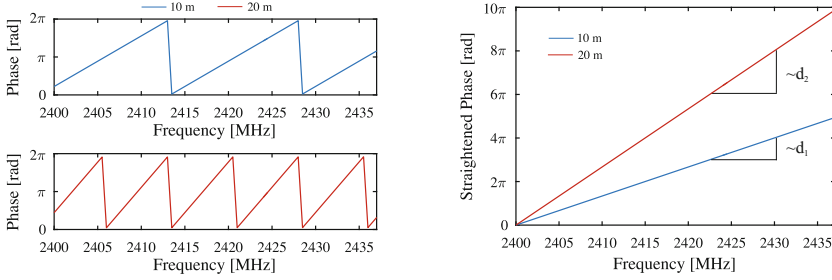 10 m 20 m
2π
π
0
Phase [rad]
2400 2405 2410 2415 2420 2425 2430 2435
Frequency [MHz]
2π
π
0
Phase [rad]
2400 2405 2410 2415 2420 2425 2430 2435
Frequency [MHz]
10π
8π
6π
4π
2π
0
Straightened Phase [rad]
10 m
20 m
~d₂
~d₁
2400 2405 2410 2415 2420 2425 2430 2435
Frequency [MHz]